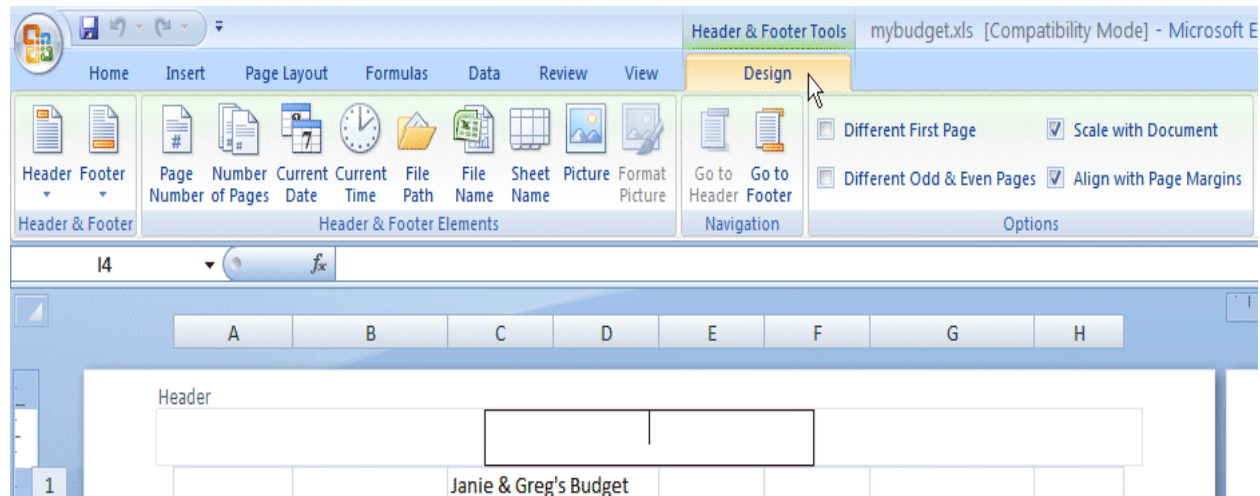 Header & Footer Tools
mybudget.xls [Compatibility Mode] - Microsoft E
Home Insert Page Layout Formulas Data Review View Design
Header Footer
Page Number
Number of Pages
Current Date
Current Time
File Path
File Name
Sheet Name
Picture
Format Picture
Go to Header
Go to Footer
Different First Page
Scale with Document
Different Odd & Even Pages
Align with Page Margins
Header & Footer
Header & Footer Elements
Navigation
Options
I4
fx
A B C D E F G H
Header
1
Janie & Greg's Budget